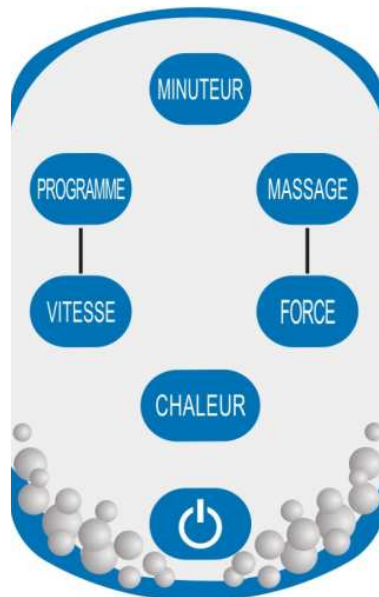 MINUTEUR
PROGRAMME
MASSAGE
VITESSE
FORCE
CHALEUR